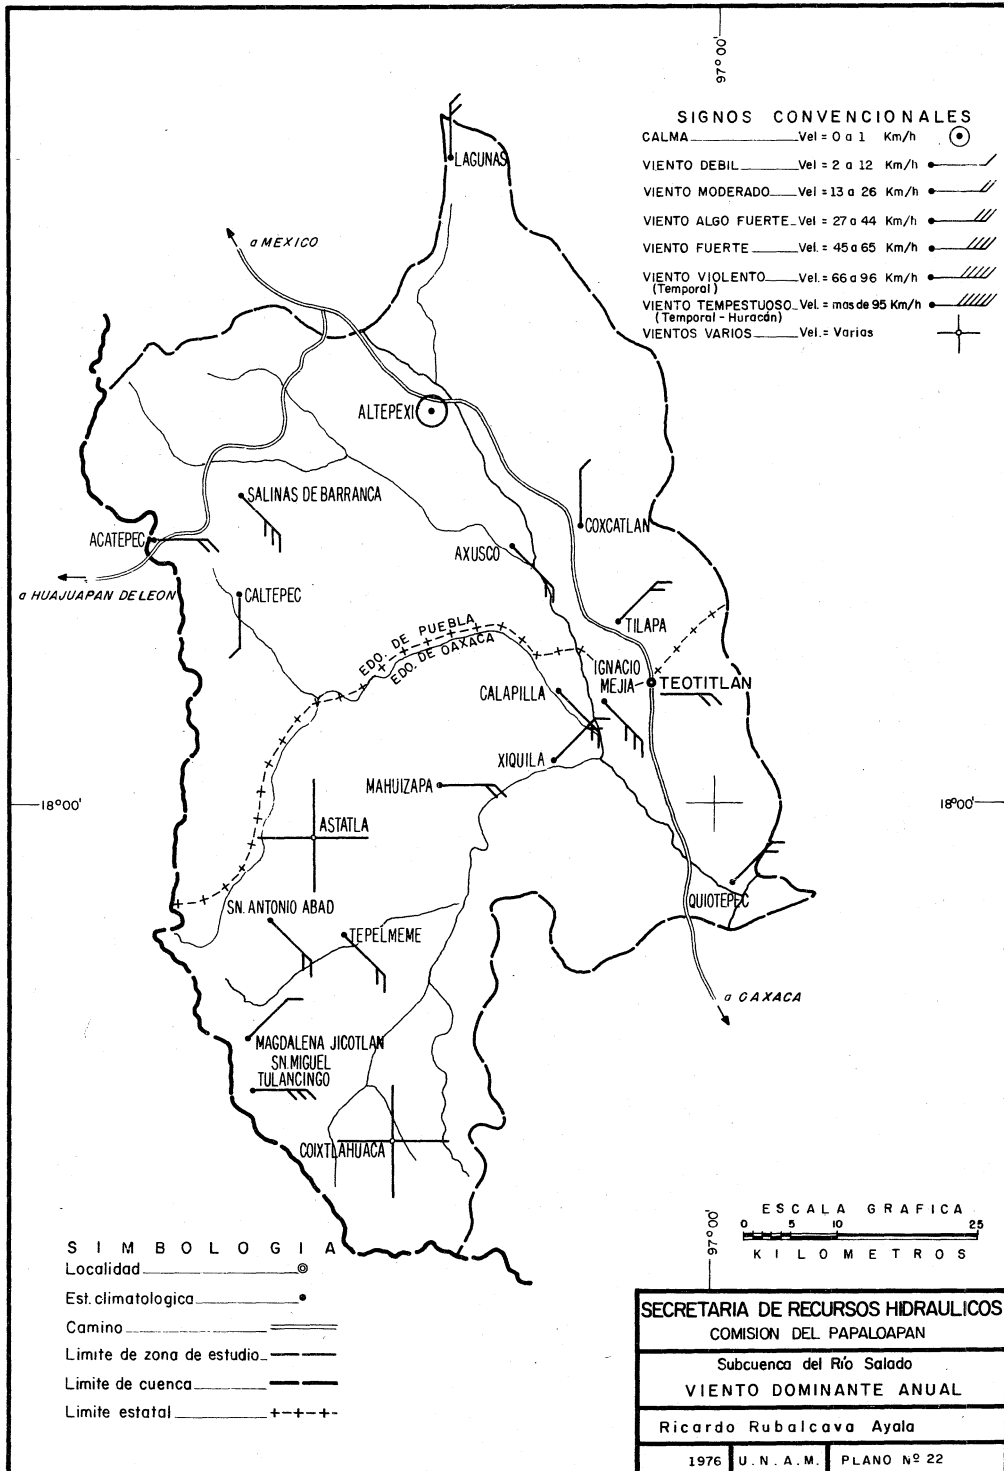 97° 00'
SIGNOS CONVENCIONALES
CALMA Vel = 0 a 1 Km/h
VIENTO DEBIL Vel = 2 a 12 Km/h
VIENTO MODERADO Vel = 13 a 26 Km/h
VIENTO ALGO FUERTE Vel = 27 a 44 Km/h
VIENTO FUERTE Vel. = 45 a 65 Km/h
VIENTO VIOLENTO Vel. = 66 a 96 Km/h
(Temporal)
VIENTO TEMPESTUOSO Vel. = mas de 95 Km/h
(Temporal - Huracán)
VIENTOS VARIOS Vel. = Varias
LAGUNAS
a MEXICO
ALTEPEXI
SALINAS DE BARRANCA
COXCATLAN
ACATEPEC
AXUSCO
a HUAJUAPAN DE LEON
CALTEPEC
TILAPA
EDO. DE PUEBLA
EDO. DE OAXACA
IGNACIO
MEJIA
TEOTITLAN
CALAPILLA
XIQUILA
MAHUIZAPA
18°00'
18°00'
ASTATLA
QUIOTEPEC
SN. ANTONIO ABAD
TEPELMEME
a OAXACA
MAGDALENA JICOTLAN
SN. MIGUEL
TULANCINGO
COIXTLAHUACA
97° 00'
ESCALA GRAFICA
0 5 10 25
KILOMETROS
SIMBOLOGIA
Localidad
Est. climatologica
Camino
Limite de zona de estudio
Limite de cuenca
Limite estatal
SECRETARIA DE RECURSOS HIDRAULICOS
COMISION DEL PAPALOAPAN
Subcuenca del Río Salado
VIENTO DOMINANTE ANUAL
Ricardo Rubalcava Ayala
1976 U.N.A.M. PLANO Nº 22